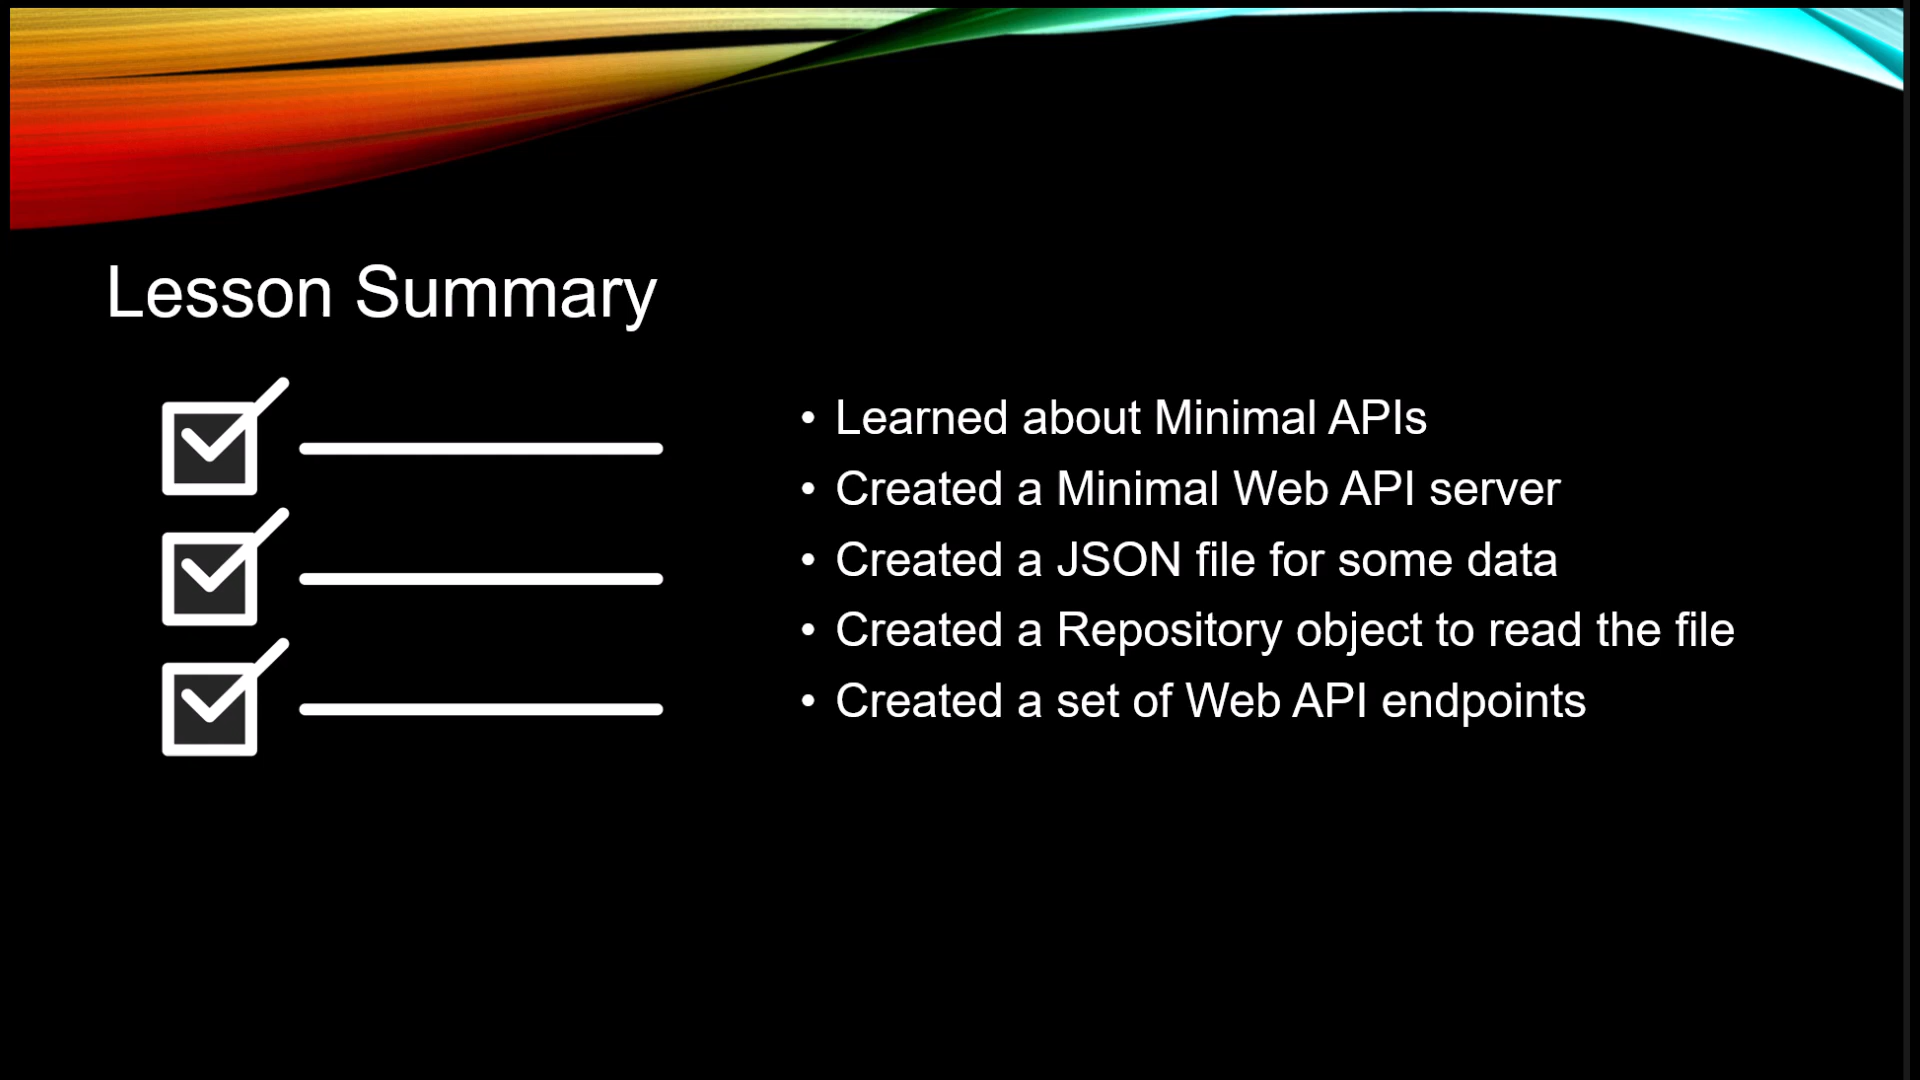 Lesson Summary
• Learned about Minimal APIs
• Created a Minimal Web API server
• Created a JSON file for some data
• Created a Repository object to read the file
• Created a set of Web API endpoints